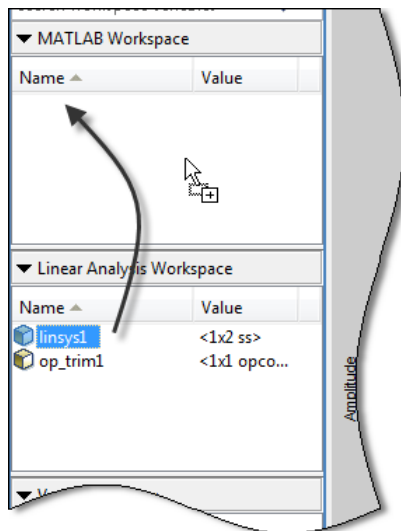 MATLAB Workspace
Name Value
Linear Analysis Workspace
Name Value
linsys1 <1x2 ss>
op_trim1 <1x1 opco...
Amplitude